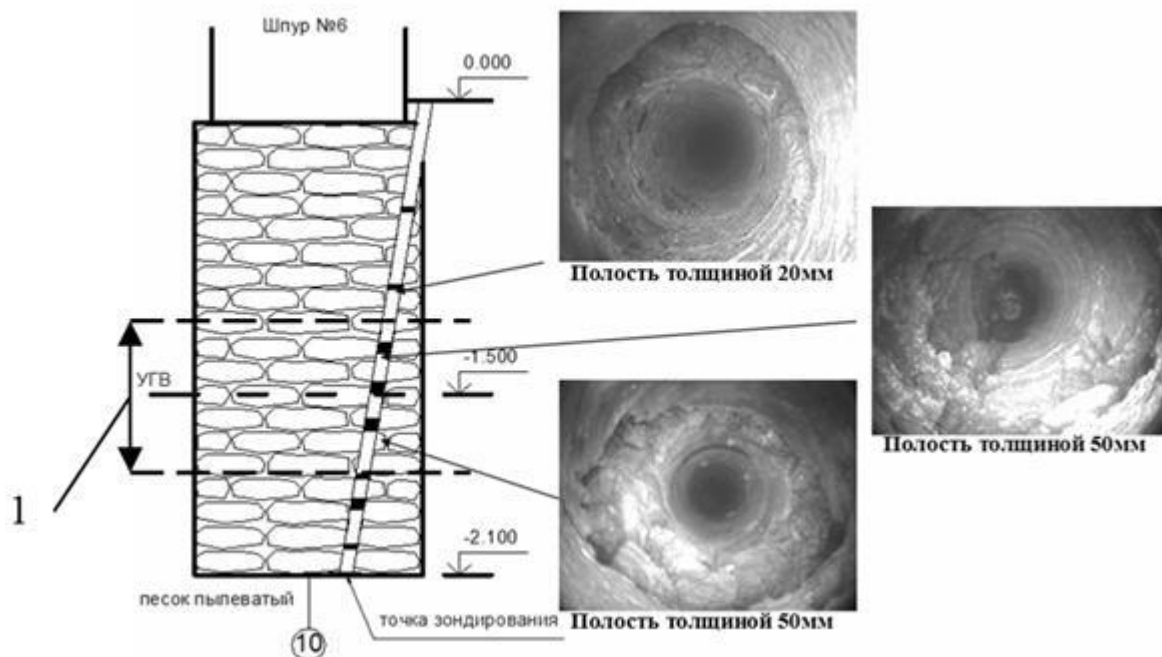 Шпур №6
0.000
Полость толщиной 20мм
-1.500
УГВ
Полость толщиной 50мм
1
-2.100
песок пылеватый
точка зондирования
Полость толщиной 50мм
10